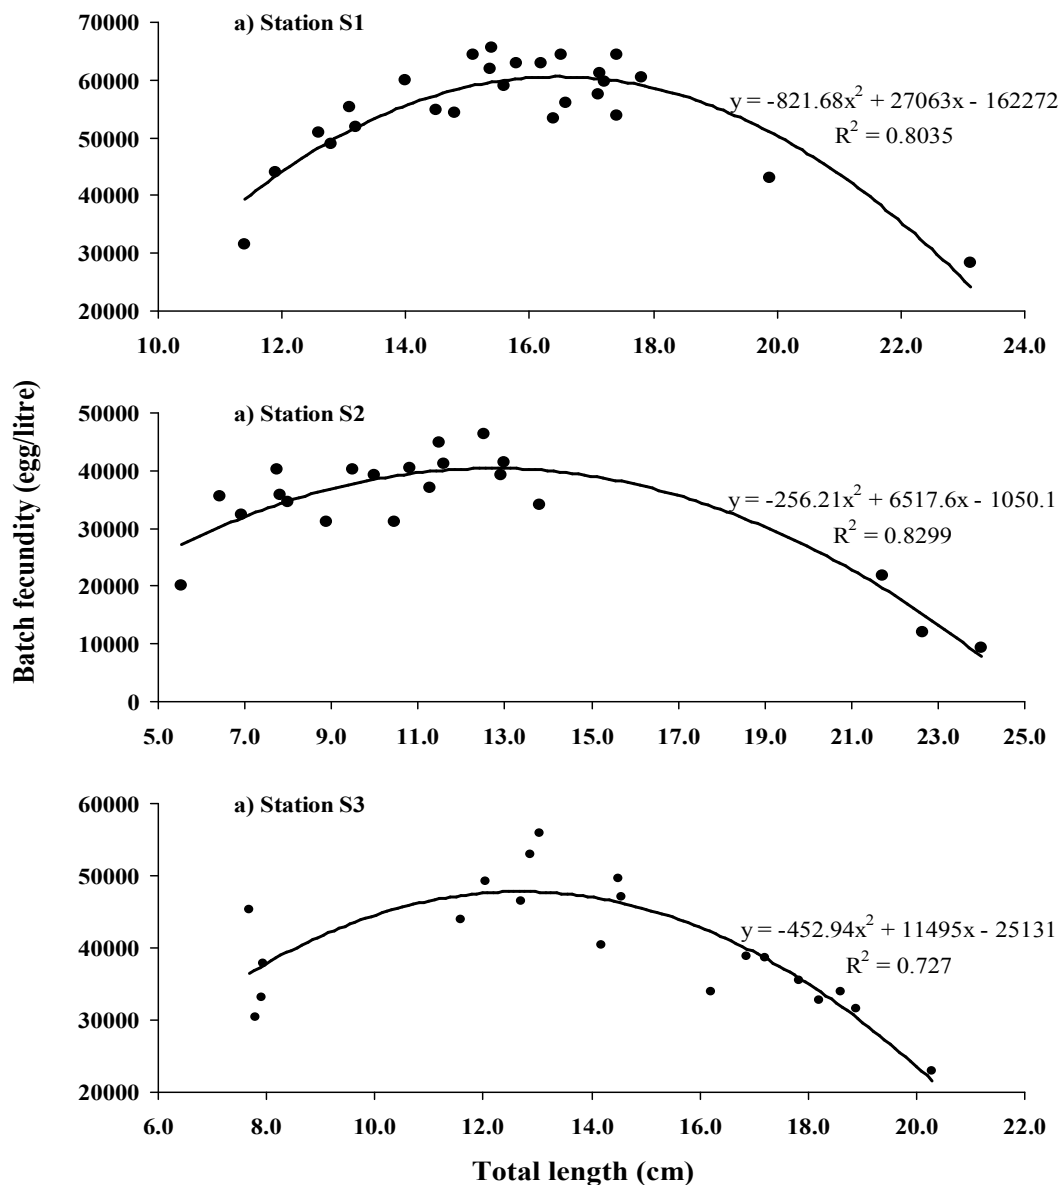 a) Station S1
70000
60000
50000
40000
30000
20000
y = -821.68x² + 27063x - 162272
R² = 0.8035
10.0 12.0 14.0 16.0 18.0 20.0 22.0 24.0
Batch fecundity (egg/litre)
a) Station S2
50000
40000
30000
20000
10000
0
y = -256.21x² + 6517.6x - 1050.1
R² = 0.8299
5.0 7.0 9.0 11.0 13.0 15.0 17.0 19.0 21.0 23.0 25.0
a) Station S3
60000
50000
40000
30000
20000
y = -452.94x² + 11495x - 25131
R² = 0.727
6.0 8.0 10.0 12.0 14.0 16.0 18.0 20.0 22.0
Total length (cm)